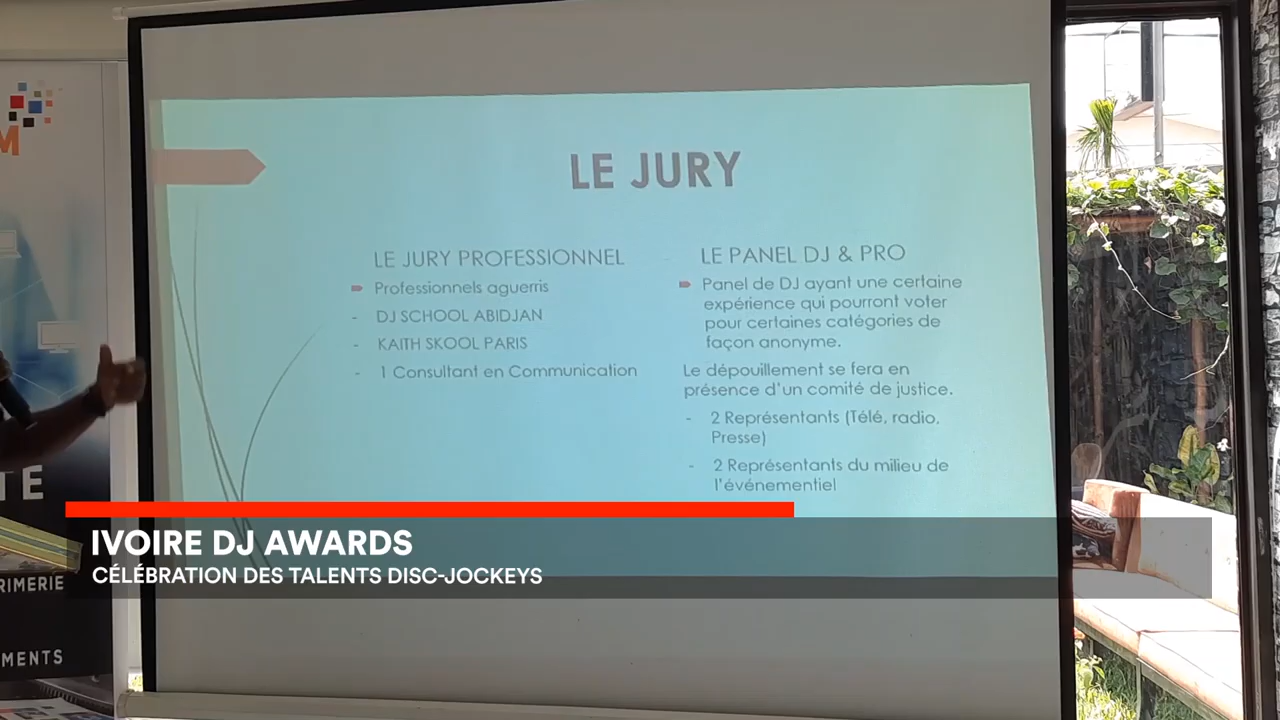 M
LE JURY
LE JURY PROFESSIONNEL
Professionnels aguerris
- DJ SCHOOL ABIDJAN
- KAITH SKOOL PARIS
- 1 Consultant en Communication
LE PANEL DJ & PRO
Panel de DJ ayant une certaine
expérience qui pourront voter
pour certaines catégories de
façon anonyme.
Le dépouillement se fera en
présence d'un comité de justice.
- 2 Représentants (Télé, radio,
Presse)
- 2 Représentants du milieu de
l'événementiel
TE
RIMERIE
MENTS
IVOIRE DJ AWARDS
CÉLÉBRATION DES TALENTS DISC-JOCKEYS